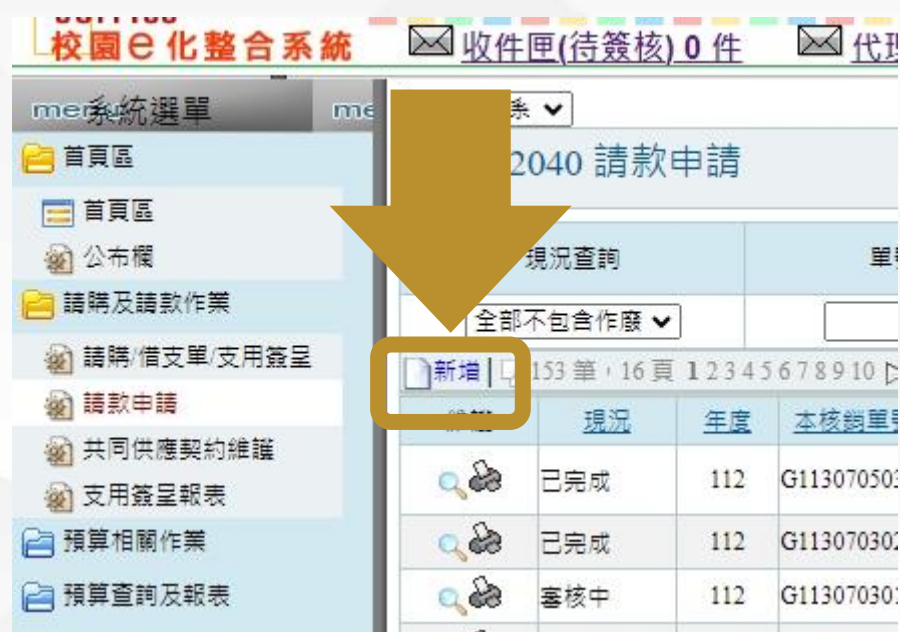 校園e化整合系統
收件匣(待簽核) 0 件
系統選單
系
首頁區
2040 請款申請
首頁區
公布欄
現況查詢
請購及請款作業
全部不包含作廢
請購/借支單/支用簽呈
新增
153 筆，16 頁 1 2 3 4 5 6 7 8 9 10
請款申請
現況
年度
本核銷單
共同供應契約維護
已完成
112
G11307050
支用簽呈報表
預算相關作業
已完成
112
G11307030
預算查詢及報表
審核中
112
G11307030